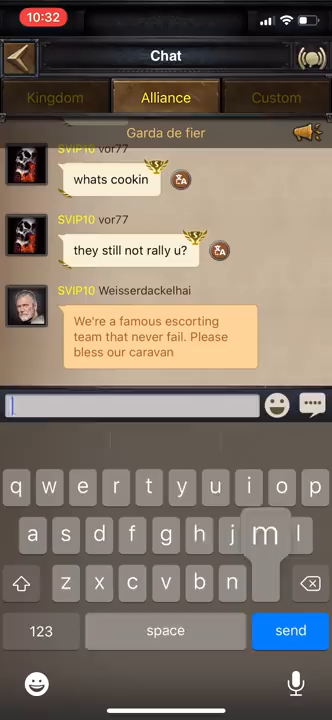 10:32
Chat
Kingdom Alliance Custom
Garda de fier
SVIP10 vor77
whats cookin
SVIP10 vor77
they still not rally u?
SVIP10 Weisserdackelhai
We're a famous escorting
team that never fail. Please
bless our caravan
q w e r t y u i o p
a s d f g h j m l
z x c v b n
123 space send